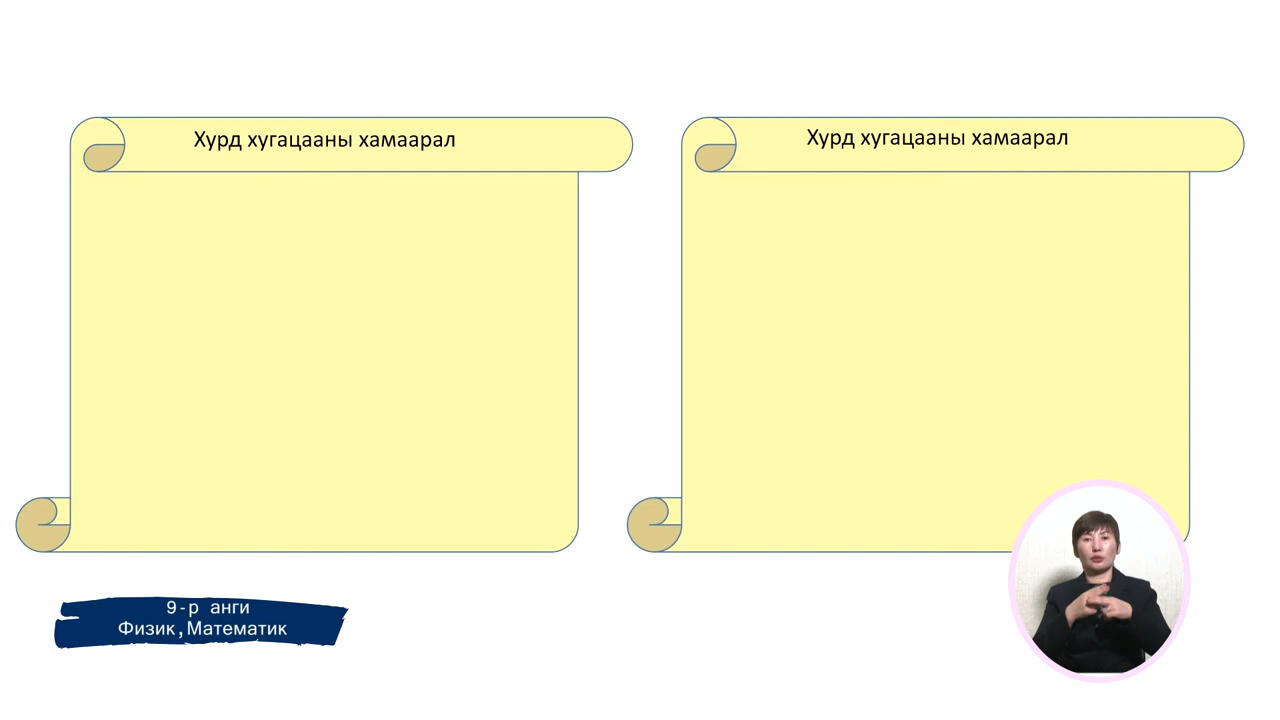 Хурд хугацааны хамаарал
Хурд хугацааны хамаарал
9-р анги
Физик,Математик